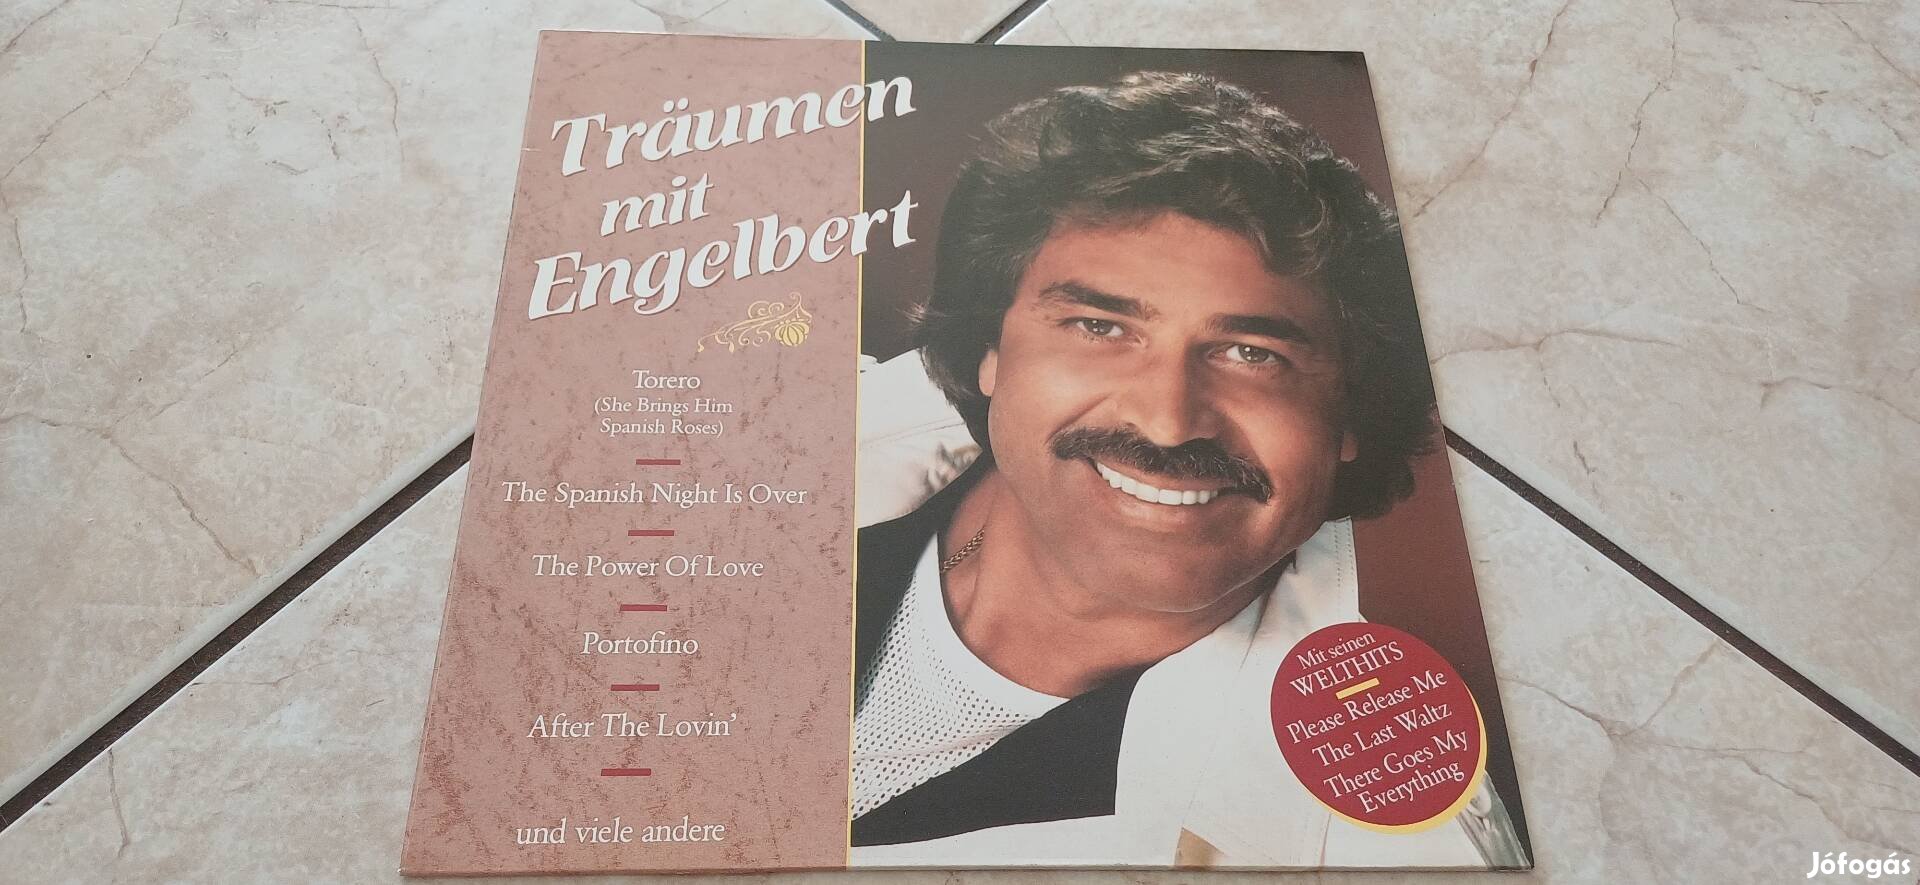 Träumen
mit
Engelbert
Torero
(She Brings Him
Spanish Roses)
The Spanish Night Is Over
The Power Of Love
Portofino
After The Lovin'
und viele andere
Mit seinen
WELTHITS
Please Release Me
The Last Waltz
There Goes My
Everything
Jófogás